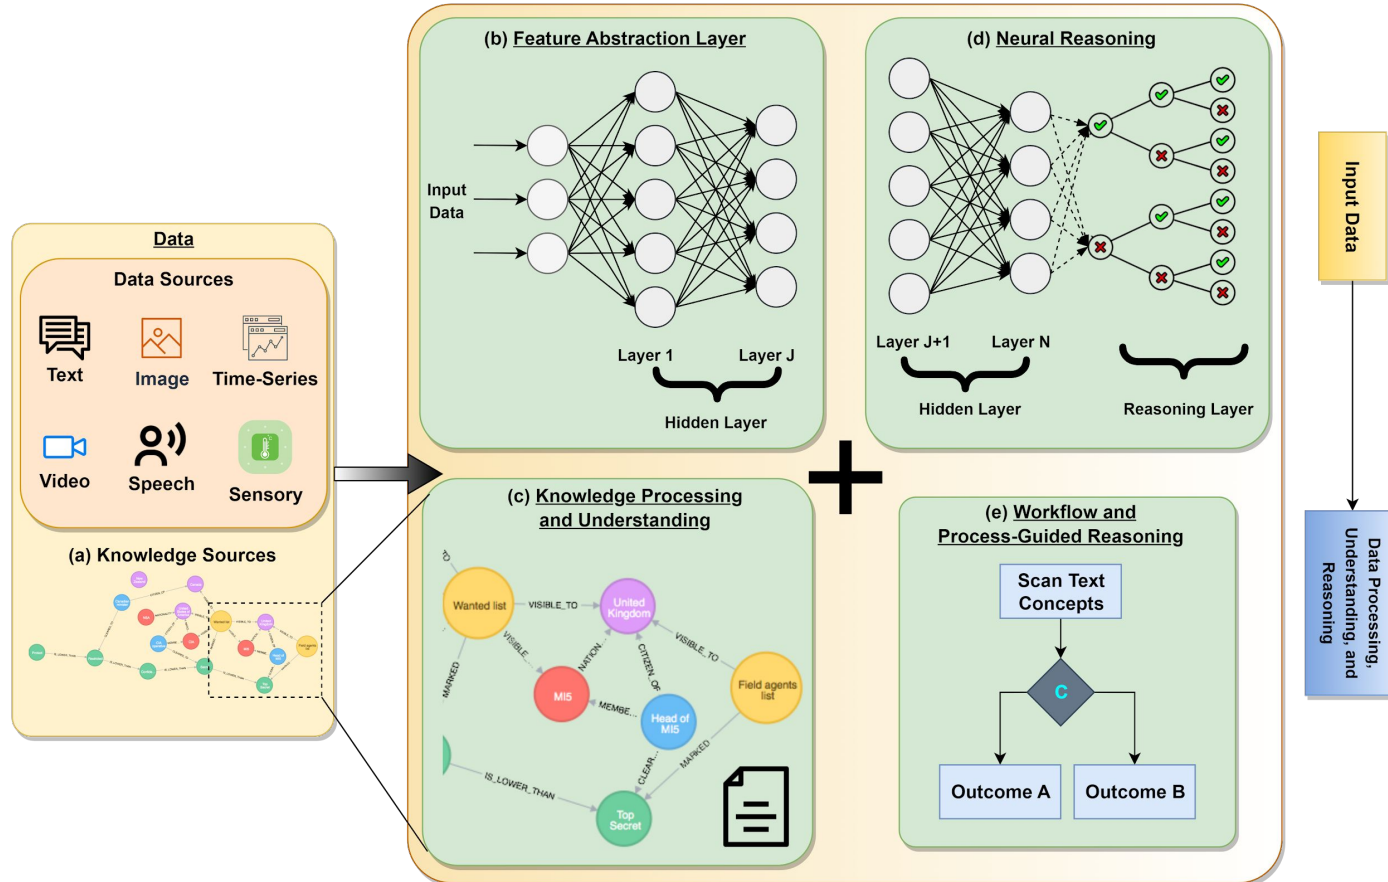 Data
Data Sources
Text
Image
Time-Series
Video
Speech
Sensory
(a) Knowledge Sources
(b) Feature Abstraction Layer
Input
Data
Layer 1
Layer J
Hidden Layer
(d) Neural Reasoning
Layer J+1
Layer N
Hidden Layer
Reasoning Layer
(c) Knowledge Processing
and Understanding
TO
Wanted list
VISIBLE_TO
United
Kingdom
VISIBLE...
NATION...
CITIZEN_OF
VISIBLE_TO
MARKED
MI5
MEMBE...
Head of
MI5
Field agents
list
CLEAR...
MARKED
IS_LOWER_THAN
Top
Secret
(e) Workflow and
Process-Guided Reasoning
Scan Text
Concepts
C
Outcome A
Outcome B
Input Data
Data Processing,
Understanding, and
Reasoning